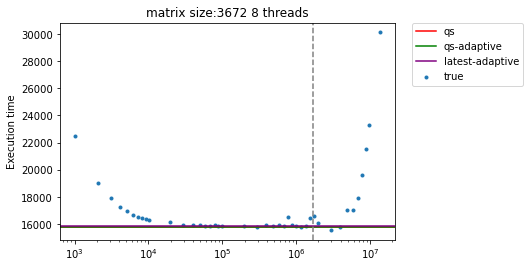 matrix size:3672 8 threads
Execution time
30000
28000
26000
24000
22000
20000
18000
16000
10³
10⁴
10⁵
10⁶
10⁷
qs
qs-adaptive
latest-adaptive
true